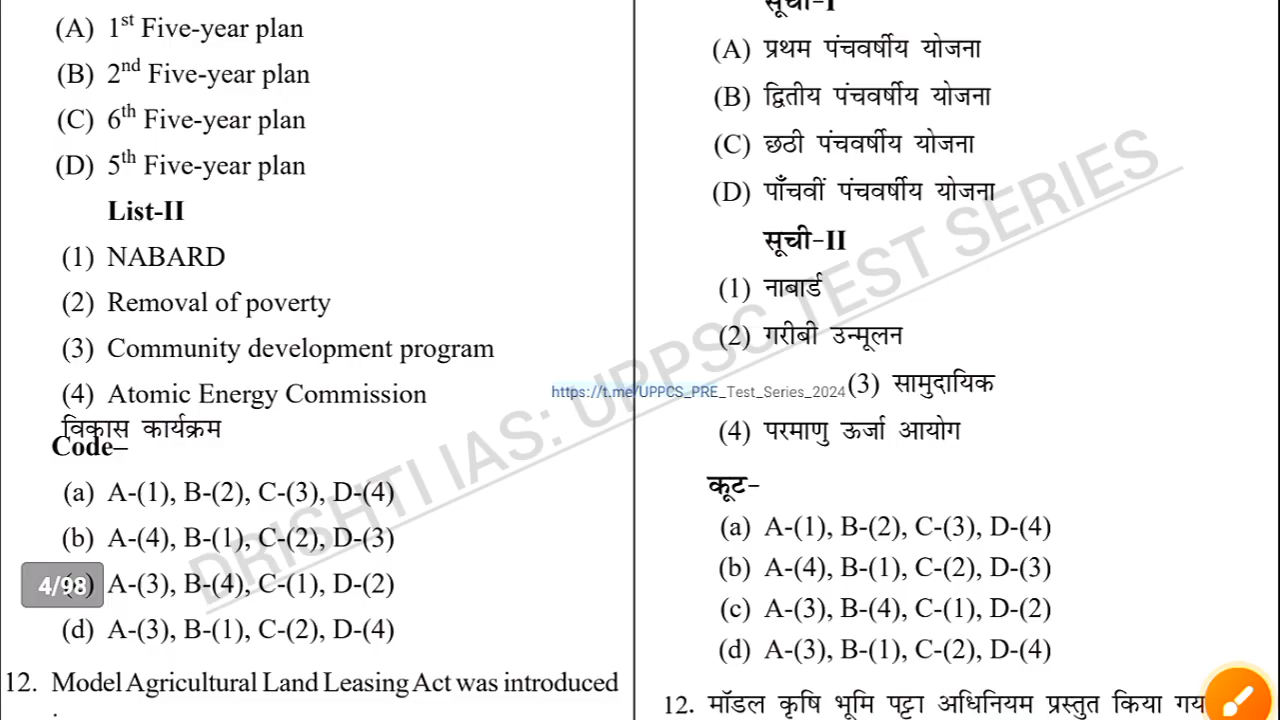 (A) 1st Five-year plan
(B) 2nd Five-year plan
(C) 6th Five-year plan
(D) 5th Five-year plan
List-II
(1) NABARD
(2) Removal of poverty
(3) Community development program
(4) Atomic Energy Commission
विकास कार्यक्रम
Code–
(a) A-(1), B-(2), C-(3), D-(4)
(b) A-(4), B-(1), C-(2), D-(3)
4/98
A-(3), B-(4), C-(1), D-(2)
(d) A-(3), B-(1), C-(2), D-(4)
12. Model Agricultural Land Leasing Act was introduced
सूची-I
(A) प्रथम पंचवर्षीय योजना
(B) द्वितीय पंचवर्षीय योजना
(C) छठी पंचवर्षीय योजना
(D) पाँचवीं पंचवर्षीय योजना
सूची-II
(1) नाबार्ड
(2) गरीबी उन्मूलन
https://t.me/UPPCS_PRE_Test_Series_2024 (3) सामुदायिक
(4) परमाणु ऊर्जा आयोग
कूट-
(a) A-(1), B-(2), C-(3), D-(4)
(b) A-(4), B-(1), C-(2), D-(3)
(c) A-(3), B-(4), C-(1), D-(2)
(d) A-(3), B-(1), C-(2), D-(4)
12. मॉडल कृषि भूमि पट्टा अधिनियम प्रस्तुत किया
DRISHTI IAS: UPPSC TEST SERIES